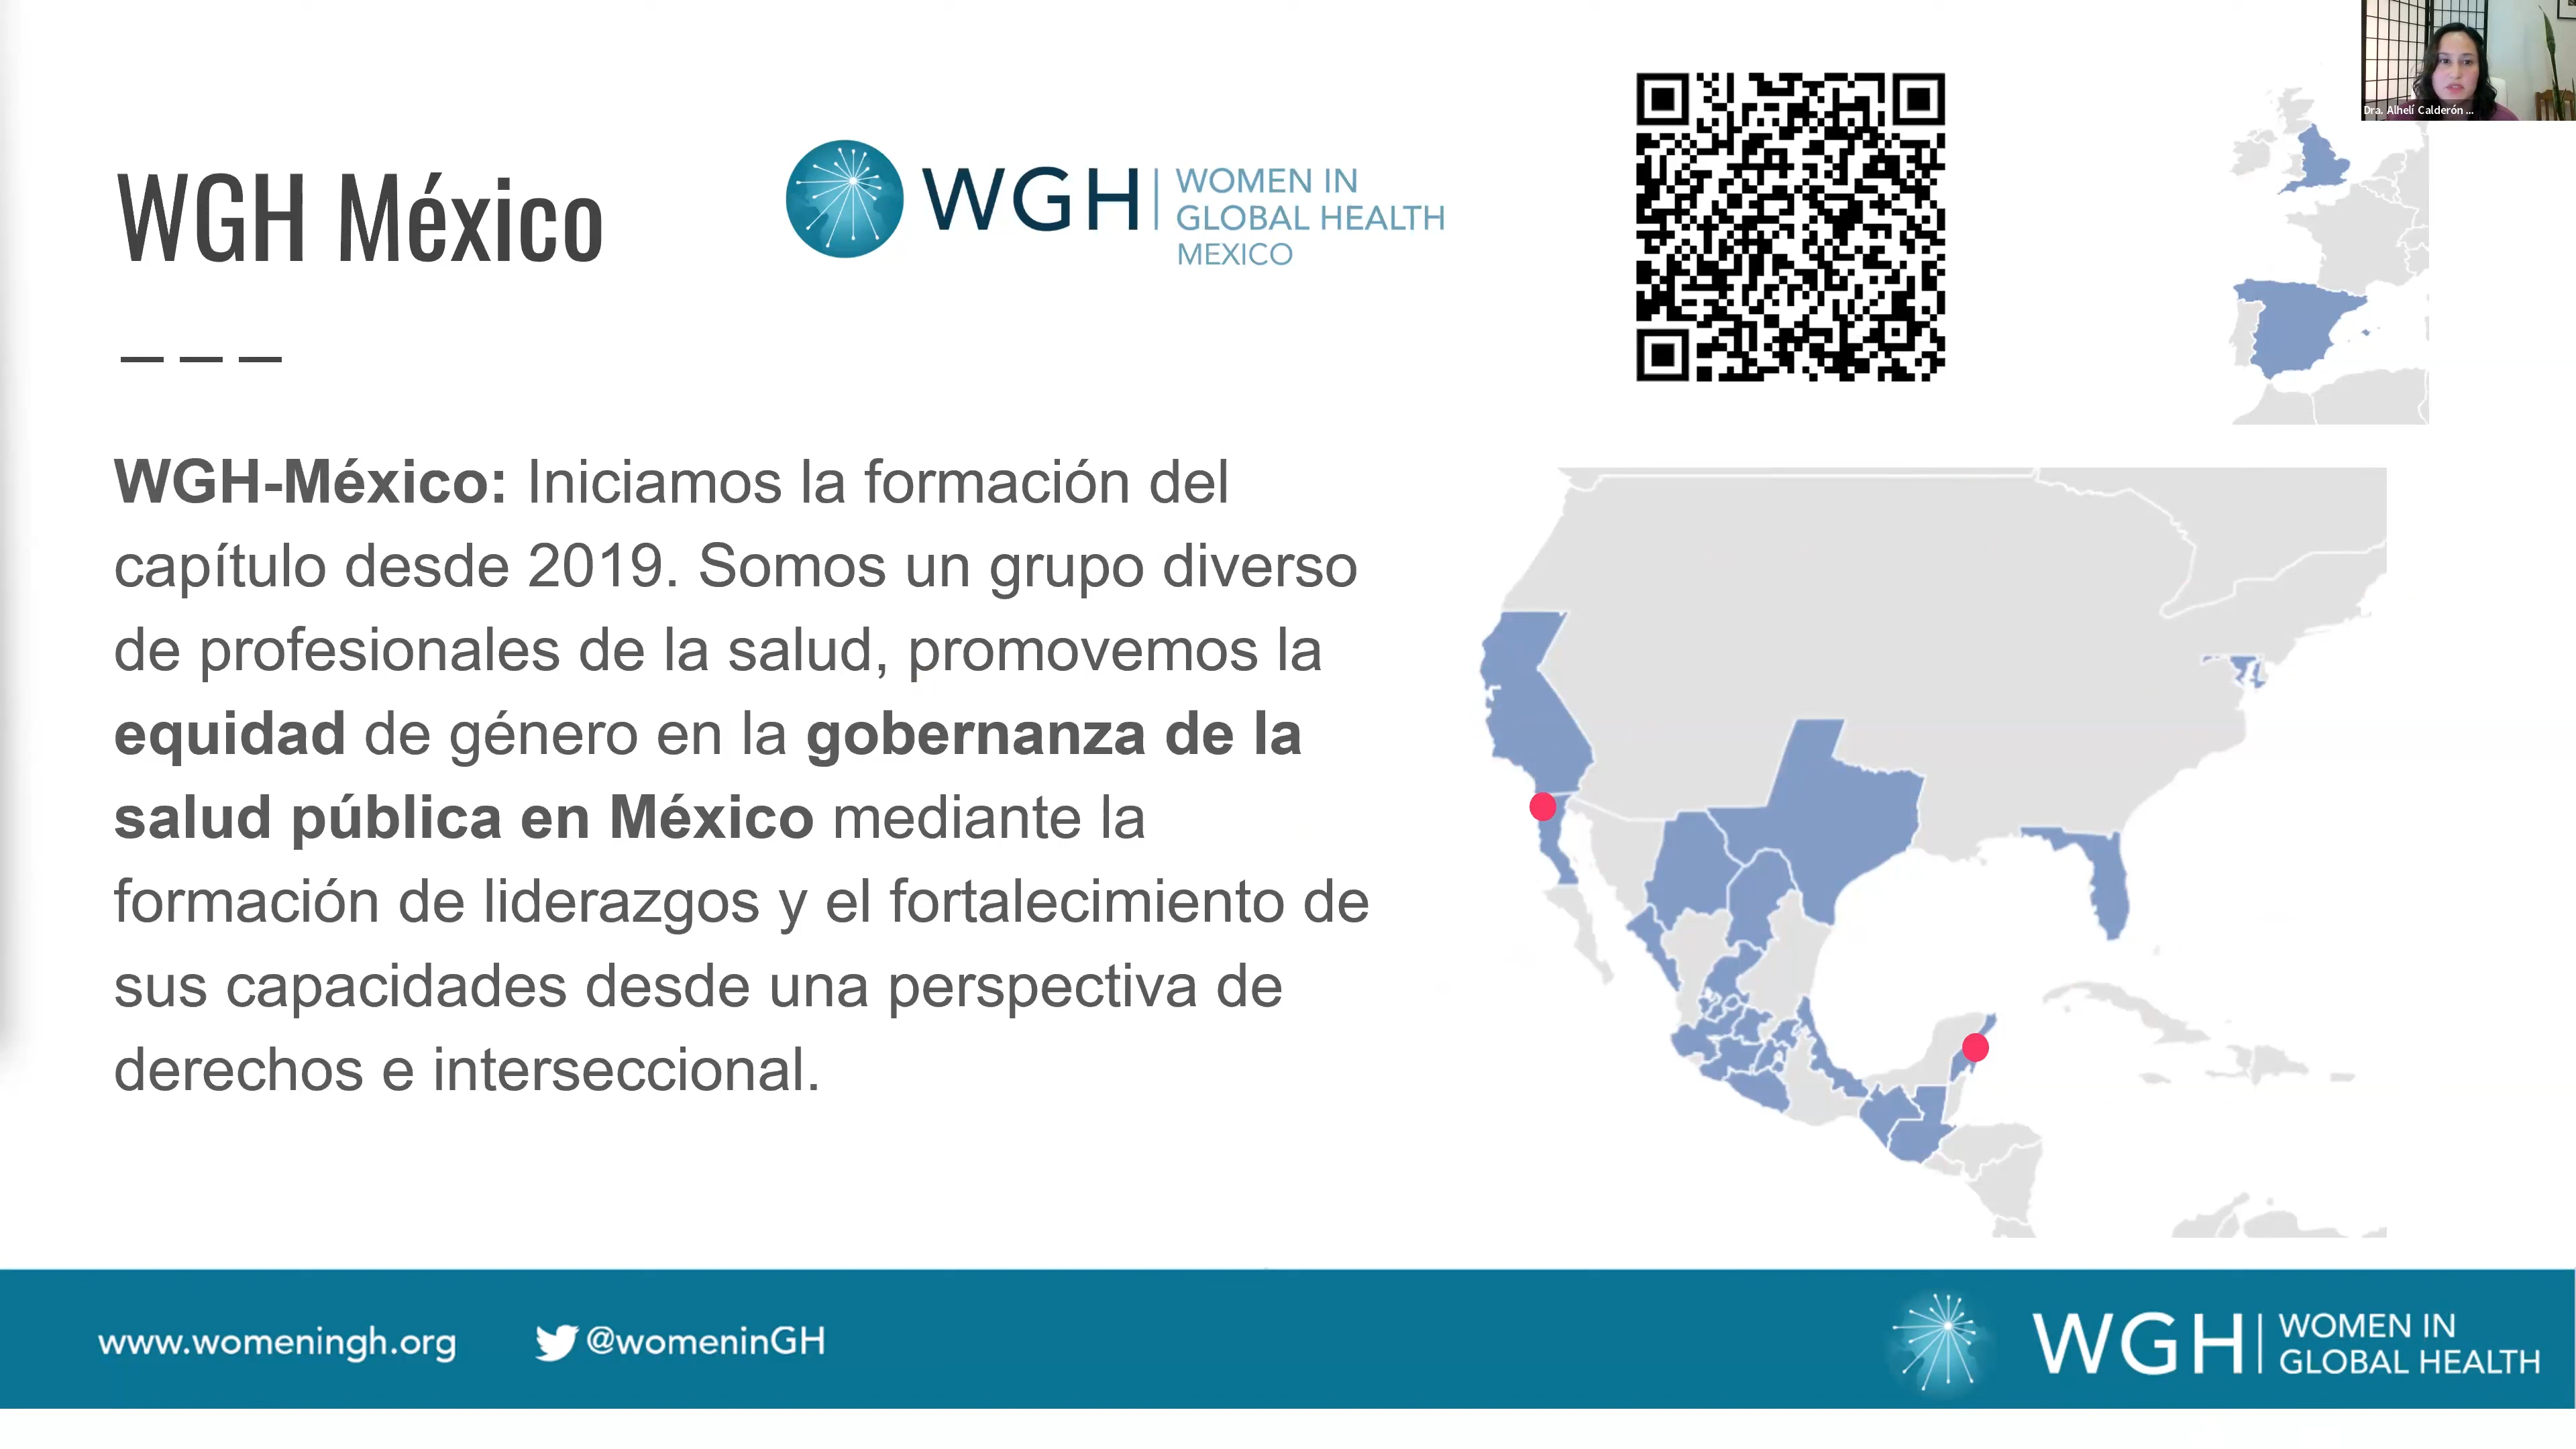 Dra. Alhelí Calderón ...
WGH México
WGH
WOMEN IN
GLOBAL HEALTH
MEXICO
WGH-México: Iniciamos la formación del
capítulo desde 2019. Somos un grupo diverso
de profesionales de la salud, promovemos la
equidad de género en la gobernanza de la
salud pública en México mediante la
formación de liderazgos y el fortalecimiento de
sus capacidades desde una perspectiva de
derechos e interseccional.
www.womeningh.org
@womeninGH
WGH
WOMEN IN
GLOBAL HEALTH